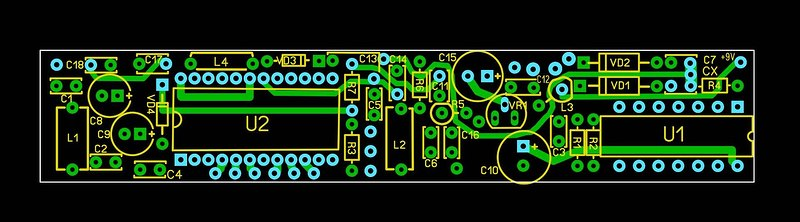 C18
C17
L4
VD3
C13
C14
C15
VD2
C7
CX
+9V
C1
VD4
R7
C5
R6
C11
C12
VD1
R4
C8
+
U2
R5
VR1
L3
C9
+
L1
R3
L2
C16
+
C3
R1
R2
U1
C2
C4
C6
C10